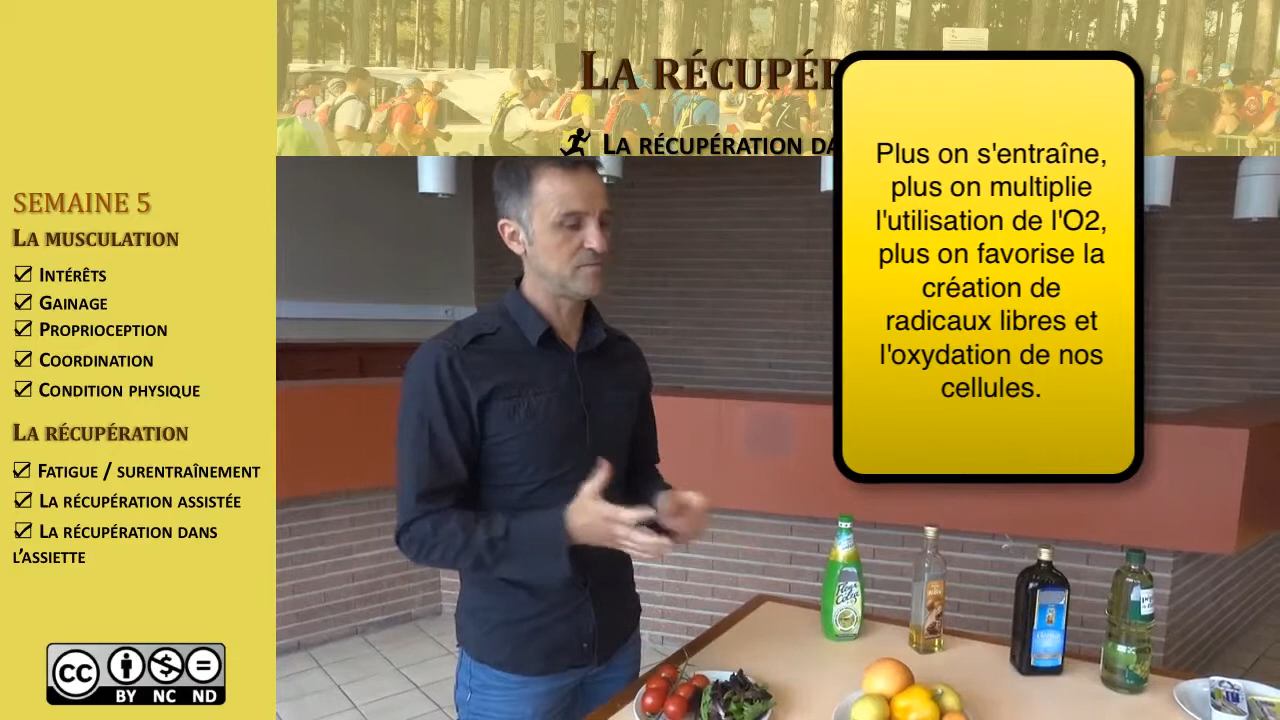 La récupér
La récupération da
SEMAINE 5
La musculation
Intérêts
Gainage
Proprioception
Coordination
Condition physique
La récupération
Fatigue / surentraînement
La récupération assistée
La récupération dans
l'assiette
Plus on s'entraîne,
plus on multiplie
l'utilisation de l'O2,
plus on favorise la
création de
radicaux libres et
l'oxydation de nos
cellules.
cc
BY NC ND